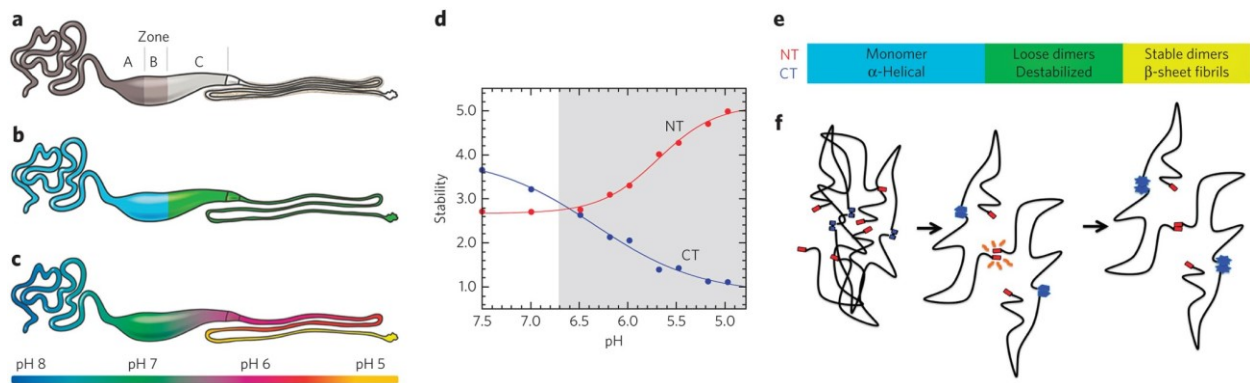 a
Zone
A B C
b
c
pH 8 pH 7 pH 6 pH 5
d
5.0
4.0
3.0
2.0
1.0
Stability
NT
CT
7.5 7.0 6.5 6.0 5.5 5.0
pH
e
NT Monomer Loose dimers Stable dimers
CT α-Helical Destabilized β-sheet fibrils
f